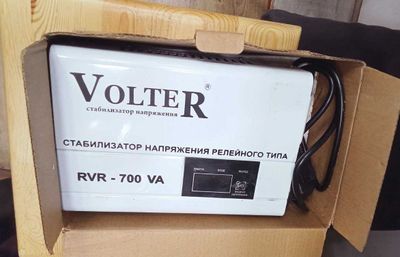 VOLTER®
стабилизатор напряжения
СТАБИЛИЗАТОР НАПРЯЖЕНИЯ РЕЛЕЙНОГО ТИПА
RVR - 700 VA